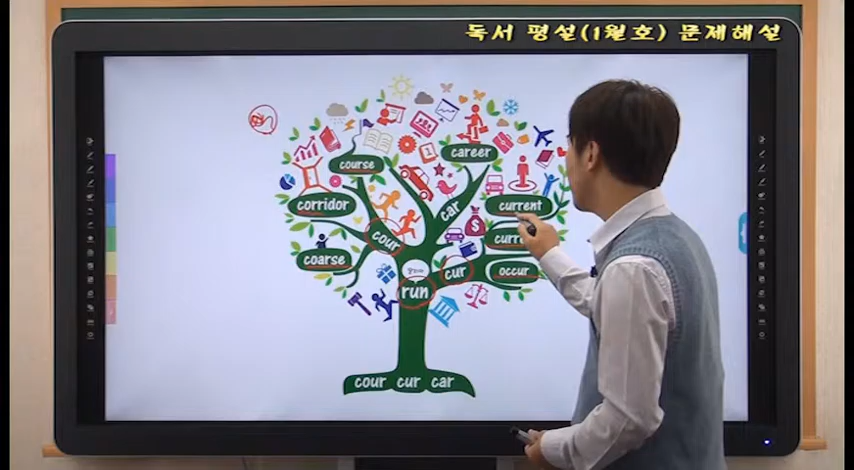 독서 평설(1월호) 문제해설
career
course
corridor
car
current
cour
coarse
cur
occur
run
cour cur car